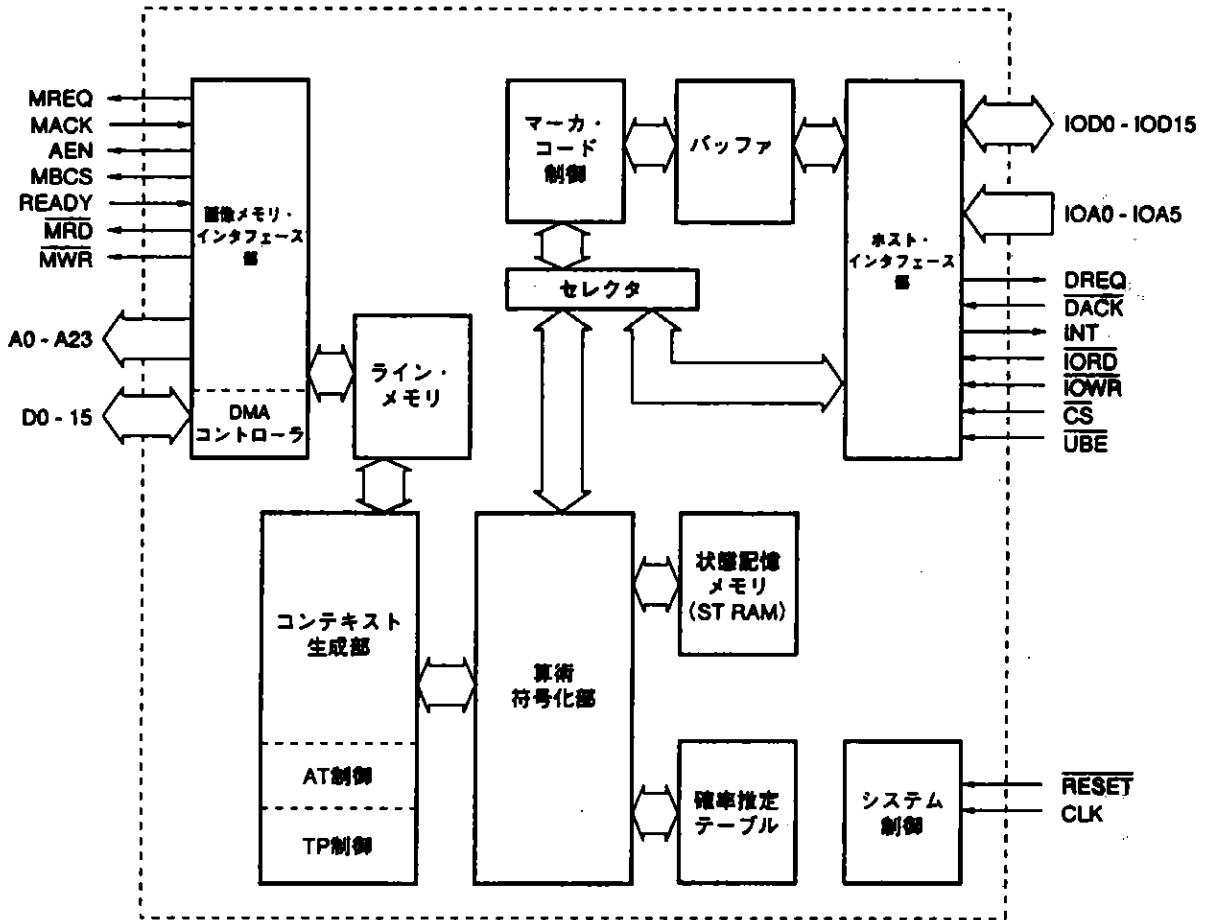 MREQ
MACK
AEN
MBCS
READY
MRD
MWR
A0 - A23
D0 - 15
画像メモリ・
インタフェース
部
DMA
コントローラ
ライン・
メモリ
マーカ・
コード
制御
バッファ
セレクタ
ホスト・
インタフェース
部
IOD0 - IOD15
IOA0 - IOA5
DREQ
DACK
INT
IORD
IOWR
CS
UBE
コンテキスト
生成部
AT制御
TP制御
算術
符号化部
状態記憶
メモリ
(ST RAM)
確率推定
テーブル
システム
制御
RESET
CLK